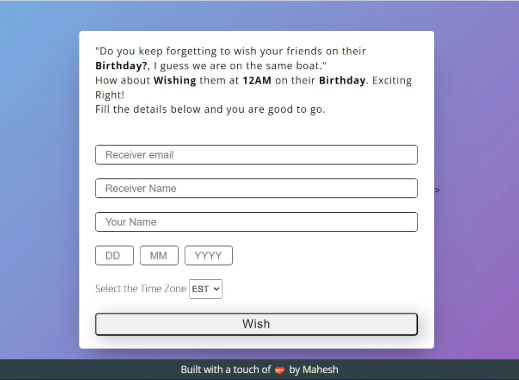 "Do you keep forgetting to wish your friends on their
Birthday?, I guess we are on the same boat."
How about Wishing them at 12AM on their Birthday. Exciting
Right!
Fill the details below and you are good to go.
Receiver email
Receiver Name
>
Your Name
DD MM YYYY
Select the Time Zone EST
Wish
Built with a touch of by Mahesh